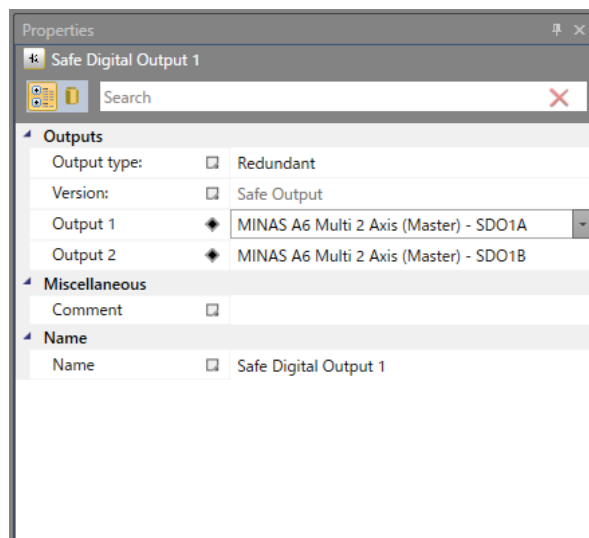 Properties
Safe Digital Output 1
Search
Outputs
Output type: Redundant
Version: Safe Output
Output 1 MINAS A6 Multi 2 Axis (Master) - SDO1A
Output 2 MINAS A6 Multi 2 Axis (Master) - SDO1B
Miscellaneous
Comment
Name
Name Safe Digital Output 1